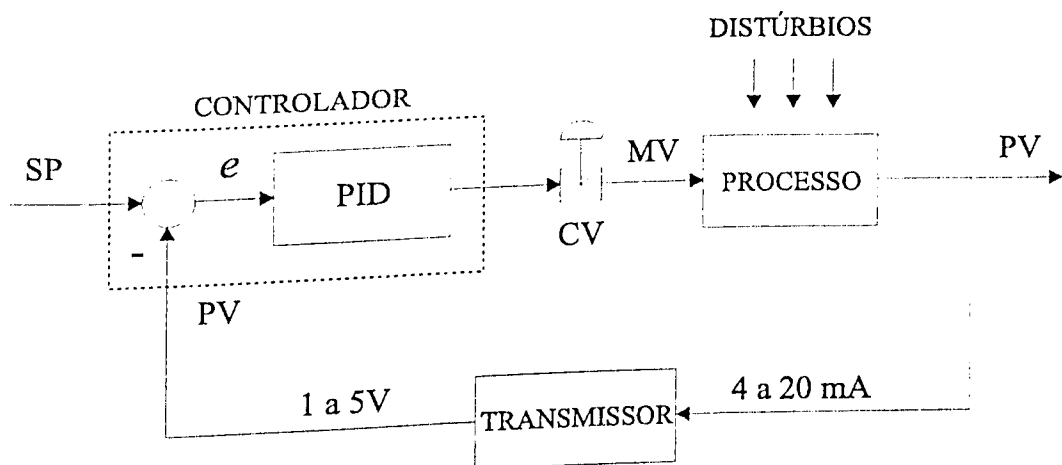 DISTÚRBIOS
CONTROLADOR
SP
e
PID
MV
PROCESSO
PV
CV
-
PV
1 a 5V
TRANSMISSOR
4 a 20 mA